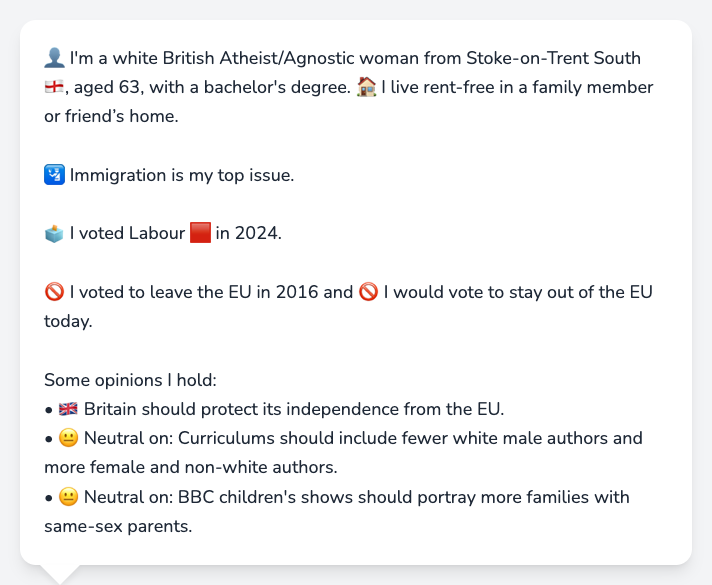 👤 I'm a white British Atheist/Agnostic woman from Stoke-on-Trent South
🏴󠁧󠁢󠁥󠁮󠁧󠁿, aged 63, with a bachelor's degree. 🏠 I live rent-free in a family member
or friend’s home.
🛂 Immigration is my top issue.
🗳️ I voted Labour 🟥 in 2024.
🚫 I voted to leave the EU in 2016 and 🚫 I would vote to stay out of the EU
today.
Some opinions I hold:
• 🇬🇧 Britain should protect its independence from the EU.
• 😐 Neutral on: Curriculums should include fewer white male authors and
more female and non-white authors.
• 😐 Neutral on: BBC children's shows should portray more families with
same-sex parents.